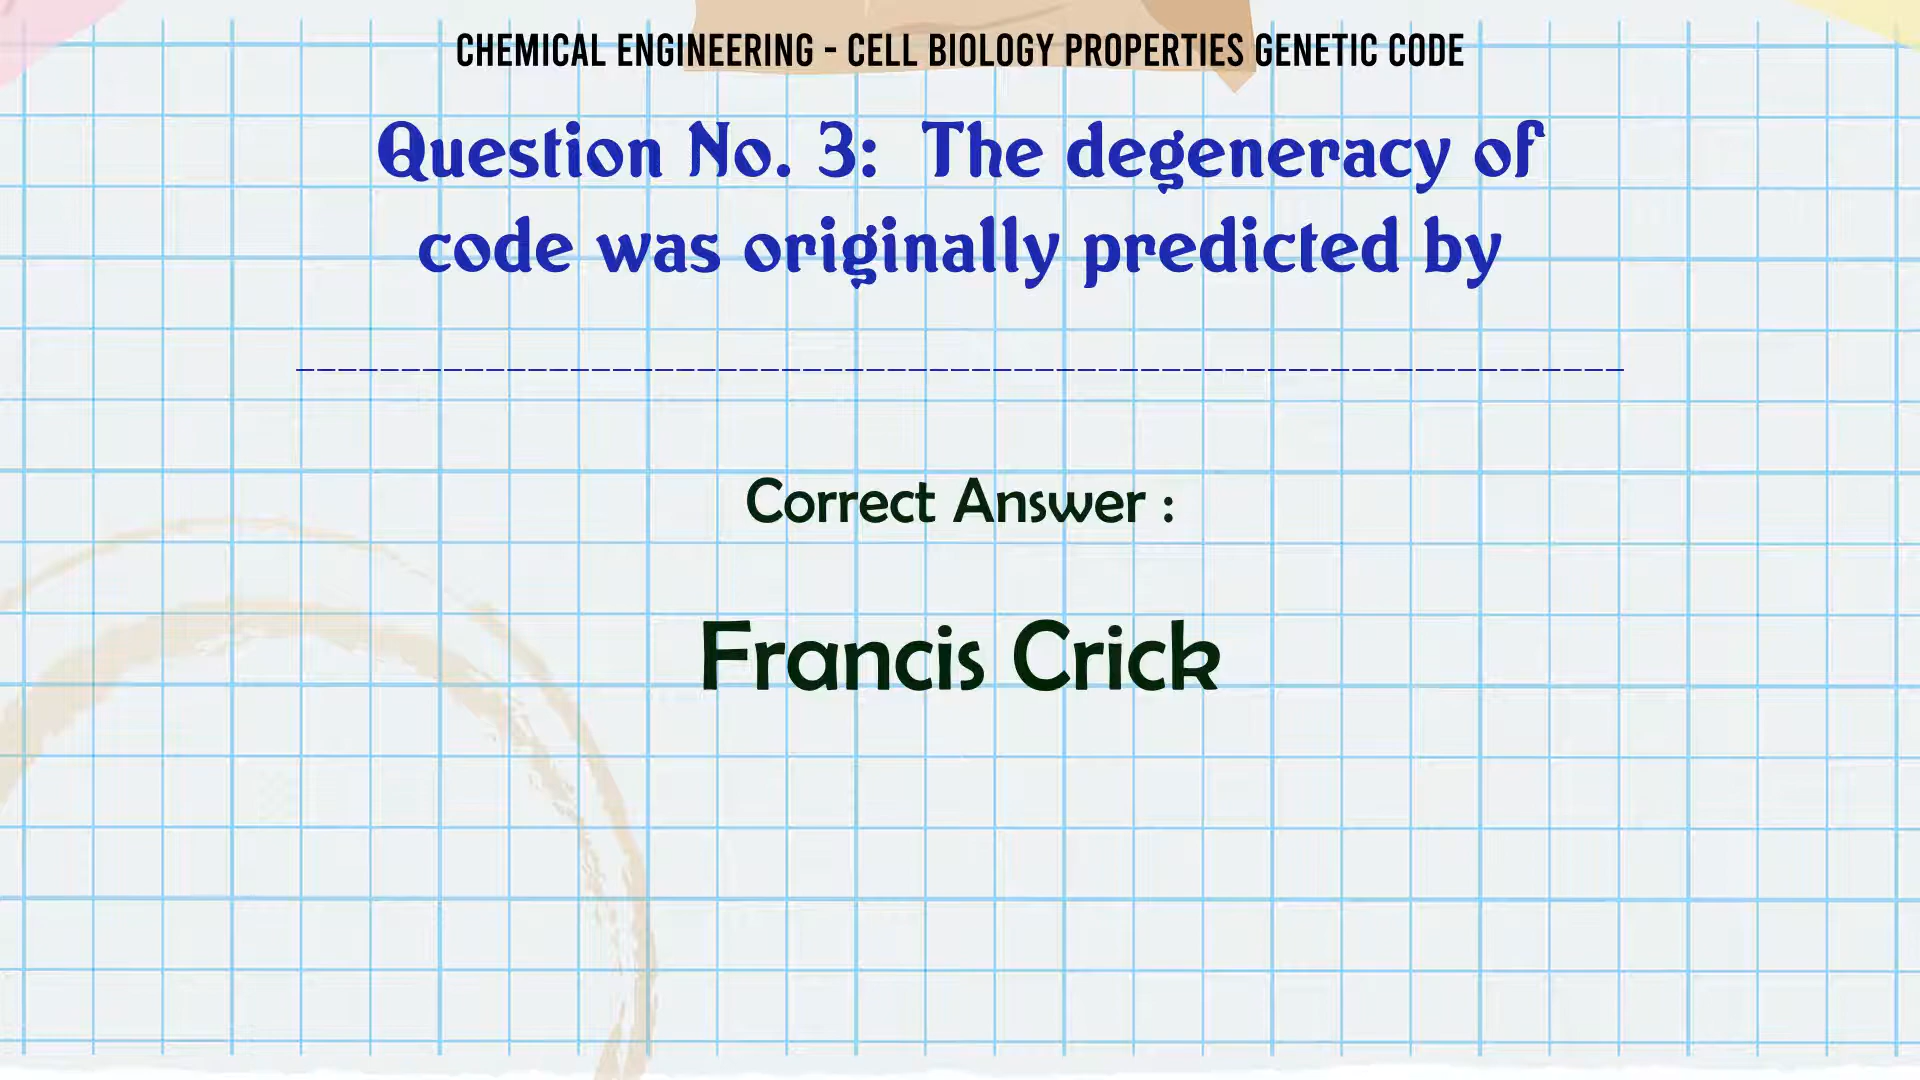 CHEMICAL ENGINEERING - CELL BIOLOGY PROPERTIES GENETIC CODE
Question No. 3: The degeneracy of
code was originally predicted by
_______________________________________________________________
Correct Answer :
Francis Crick